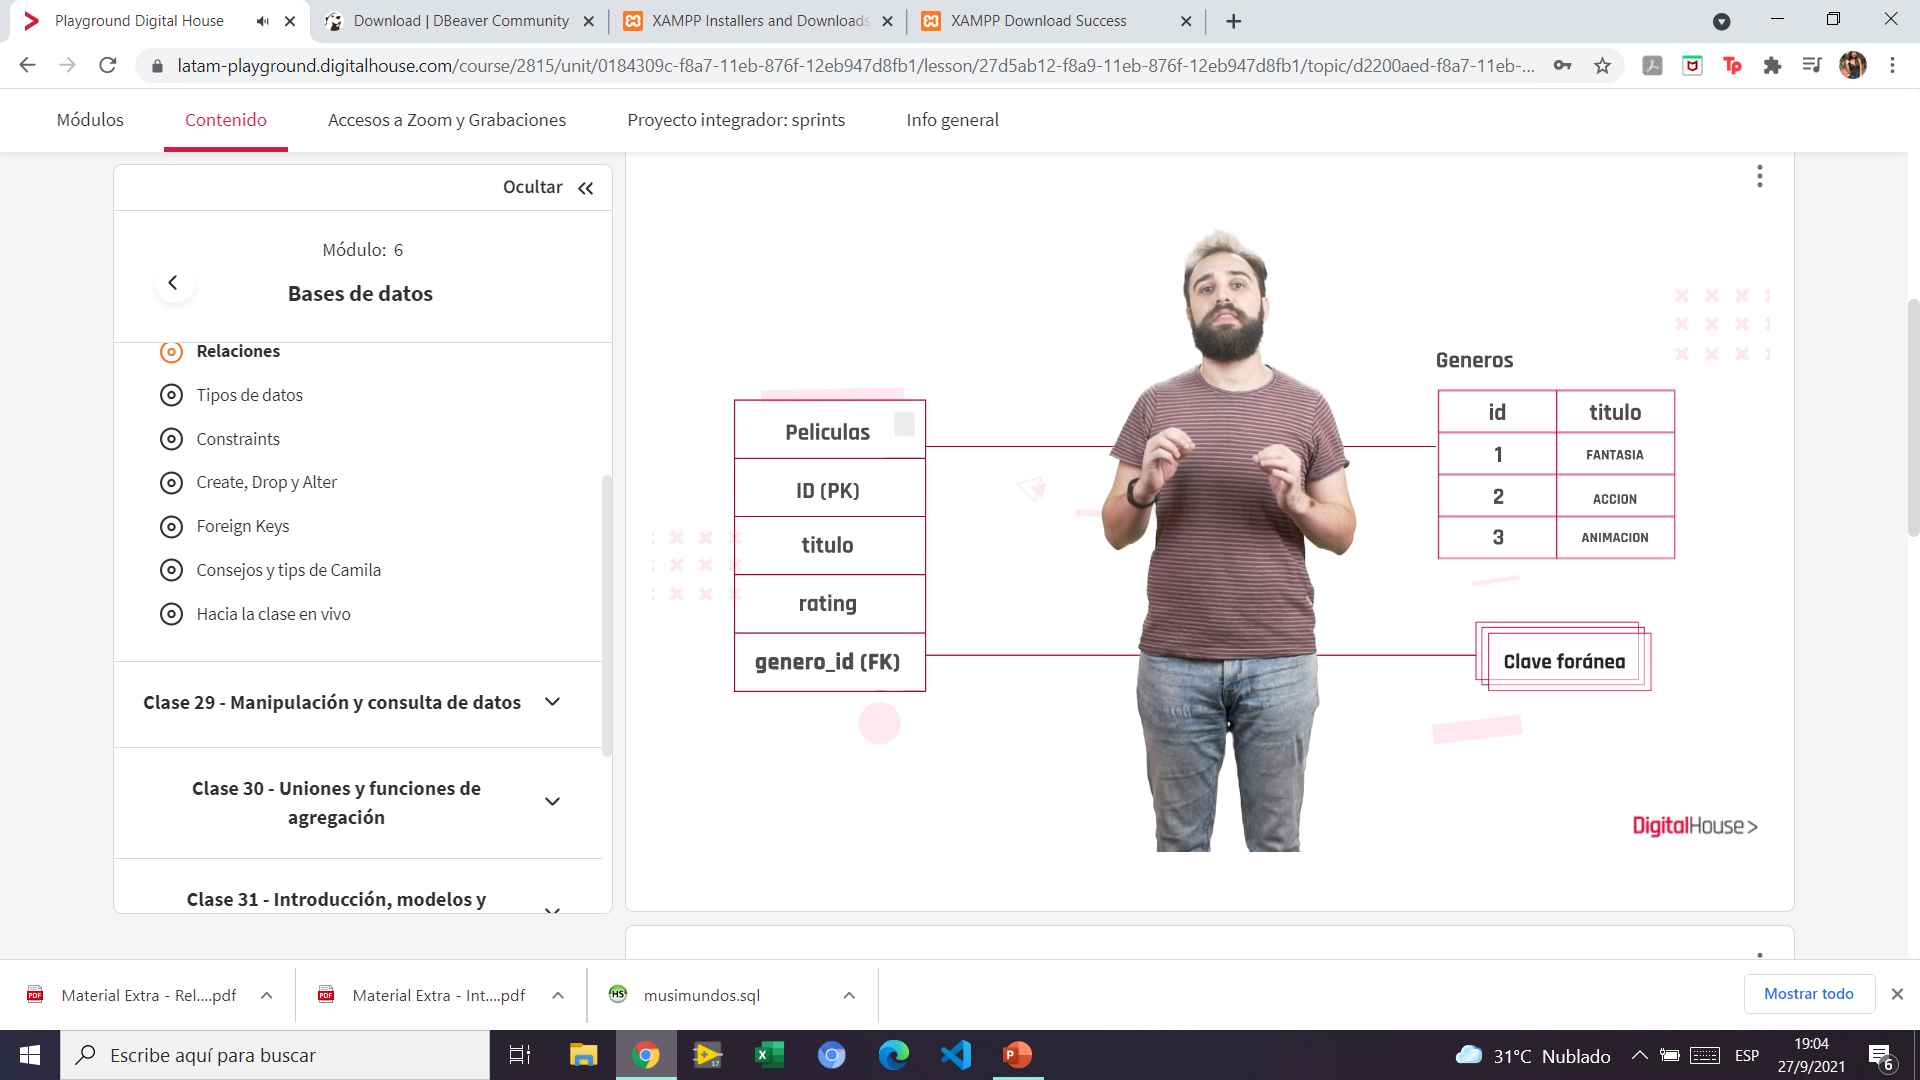 Playground Digital House
Download | DBeaver Community
XAMPP Installers and Downloads
XAMPP Download Success
latam-playground.digitalhouse.com/course/2815/unit/0184309c-f8a7-11eb-876f-12eb947d8fb1/lesson/27d5ab12-f8a9-11eb-876f-12eb947d8fb1/topic/d2200aed-f8a7-11eb-...
Módulos
Contenido
Accesos a Zoom y Grabaciones
Proyecto integrador: sprints
Info general
Ocultar
Módulo: 6
Bases de datos
Relaciones
Tipos de datos
Constraints
Create, Drop y Alter
Foreign Keys
Consejos y tips de Camila
Hacia la clase en vivo
Clase 29 - Manipulación y consulta de datos
Clase 30 - Uniones y funciones de
agregación
Clase 31 - Introducción, modelos y
Peliculas
ID (PK)
titulo
rating
genero_id (FK)
Generos
id titulo
1 FANTASIA
2 ACCION
3 ANIMACION
Clave foránea
DigitalHouse>
PDF
Material Extra - Rel....pdf
PDF
Material Extra - Int....pdf
HS
musimundos.sql
Mostrar todo
Escribe aquí para buscar
31°C Nublado
ESP
19:04
27/9/2021
6